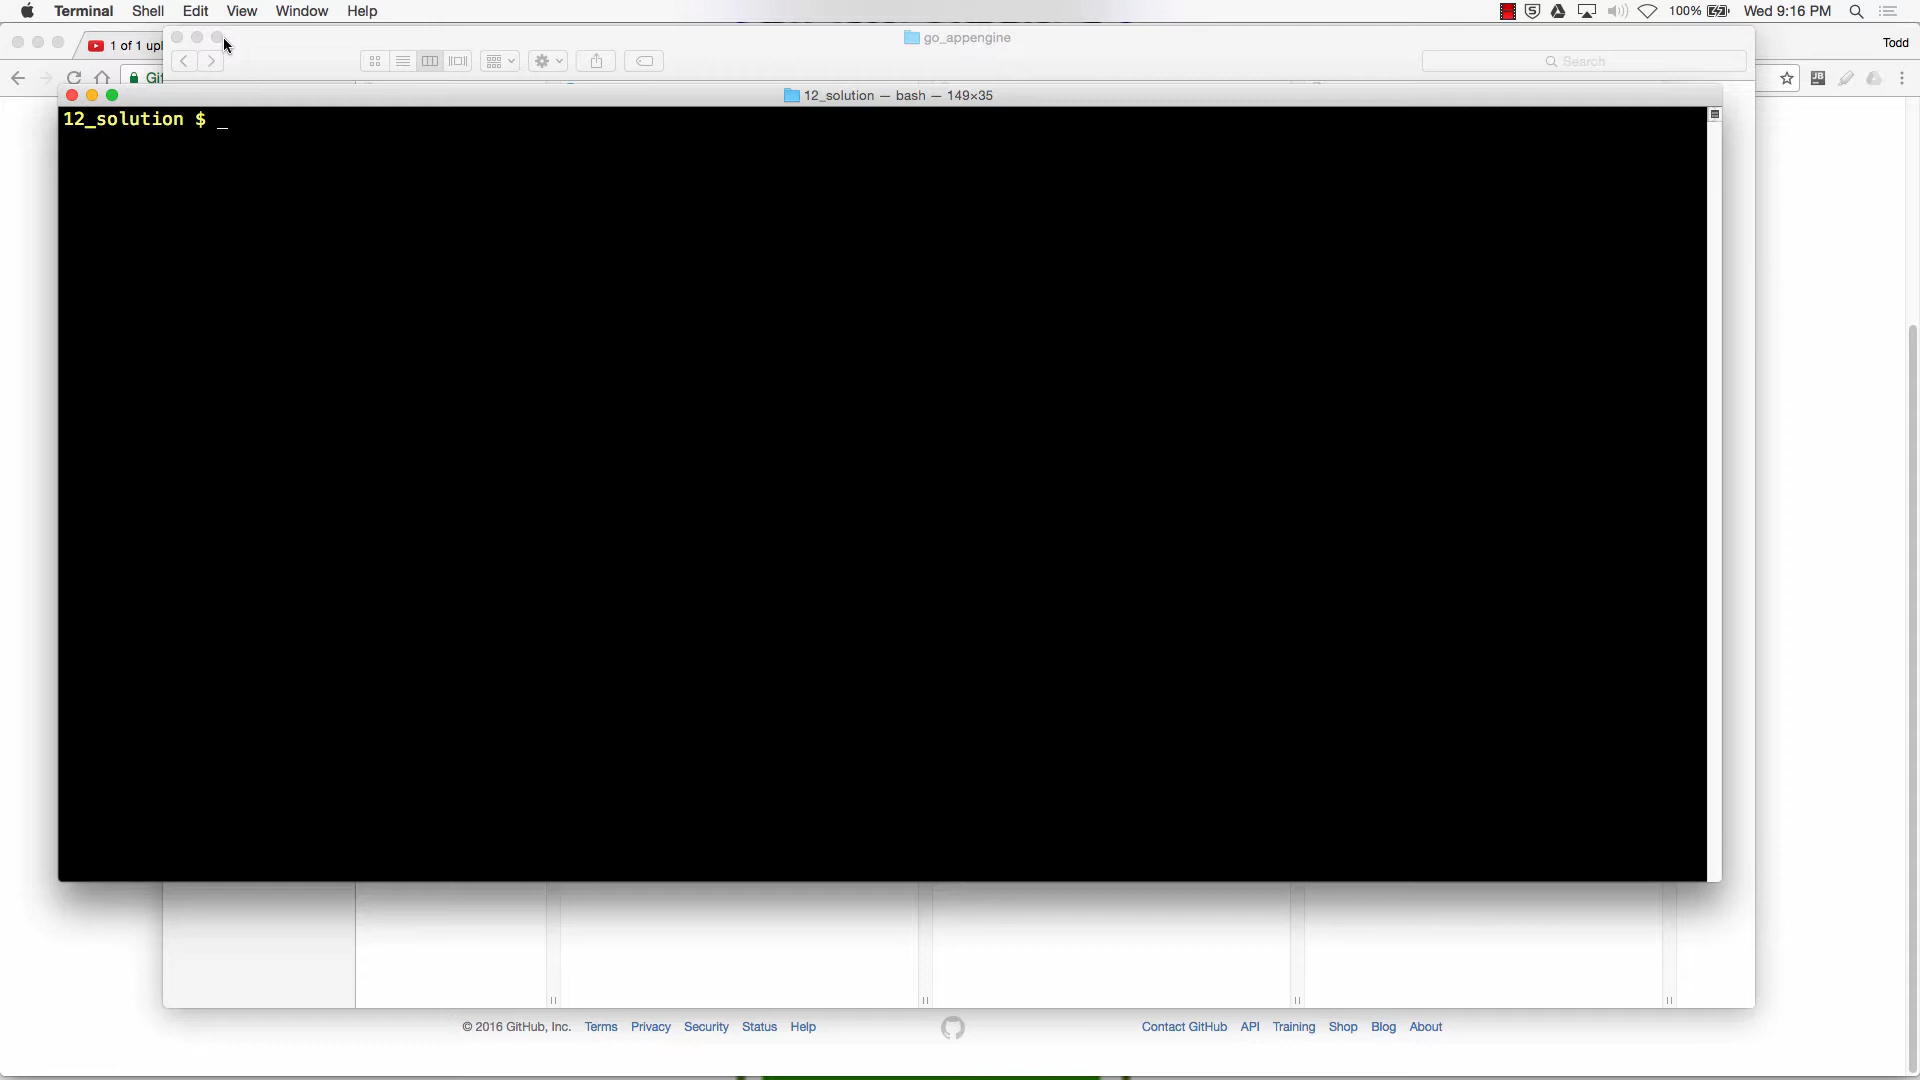 Terminal Shell Edit View Window Help
100% Wed 9:16 PM
1 of 1 upl
go_appengine
Todd
Search
Git
JB
12_solution — bash — 149×35
12_solution $ _
© 2016 GitHub, Inc. Terms Privacy Security Status Help
Contact GitHub API Training Shop Blog About